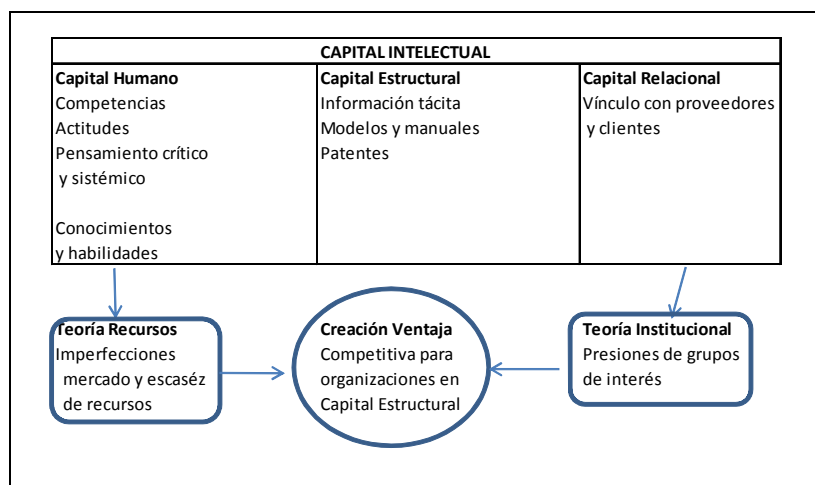 CAPITAL INTELECTUAL
Capital Humano
Competencias
Actitudes
Pensamiento crítico
y sistémico
Conocimientos
y habilidades
Capital Estructural
Información tácita
Modelos y manuales
Patentes
Capital Relacional
Vínculo con proveedores
y clientes
Teoría Recursos
Imperfecciones
mercado y escaséz
de recursos
Creación Ventaja
Competitiva para
organizaciones en
Capital Estructural
Teoría Institucional
Presiones de grupos
de interés